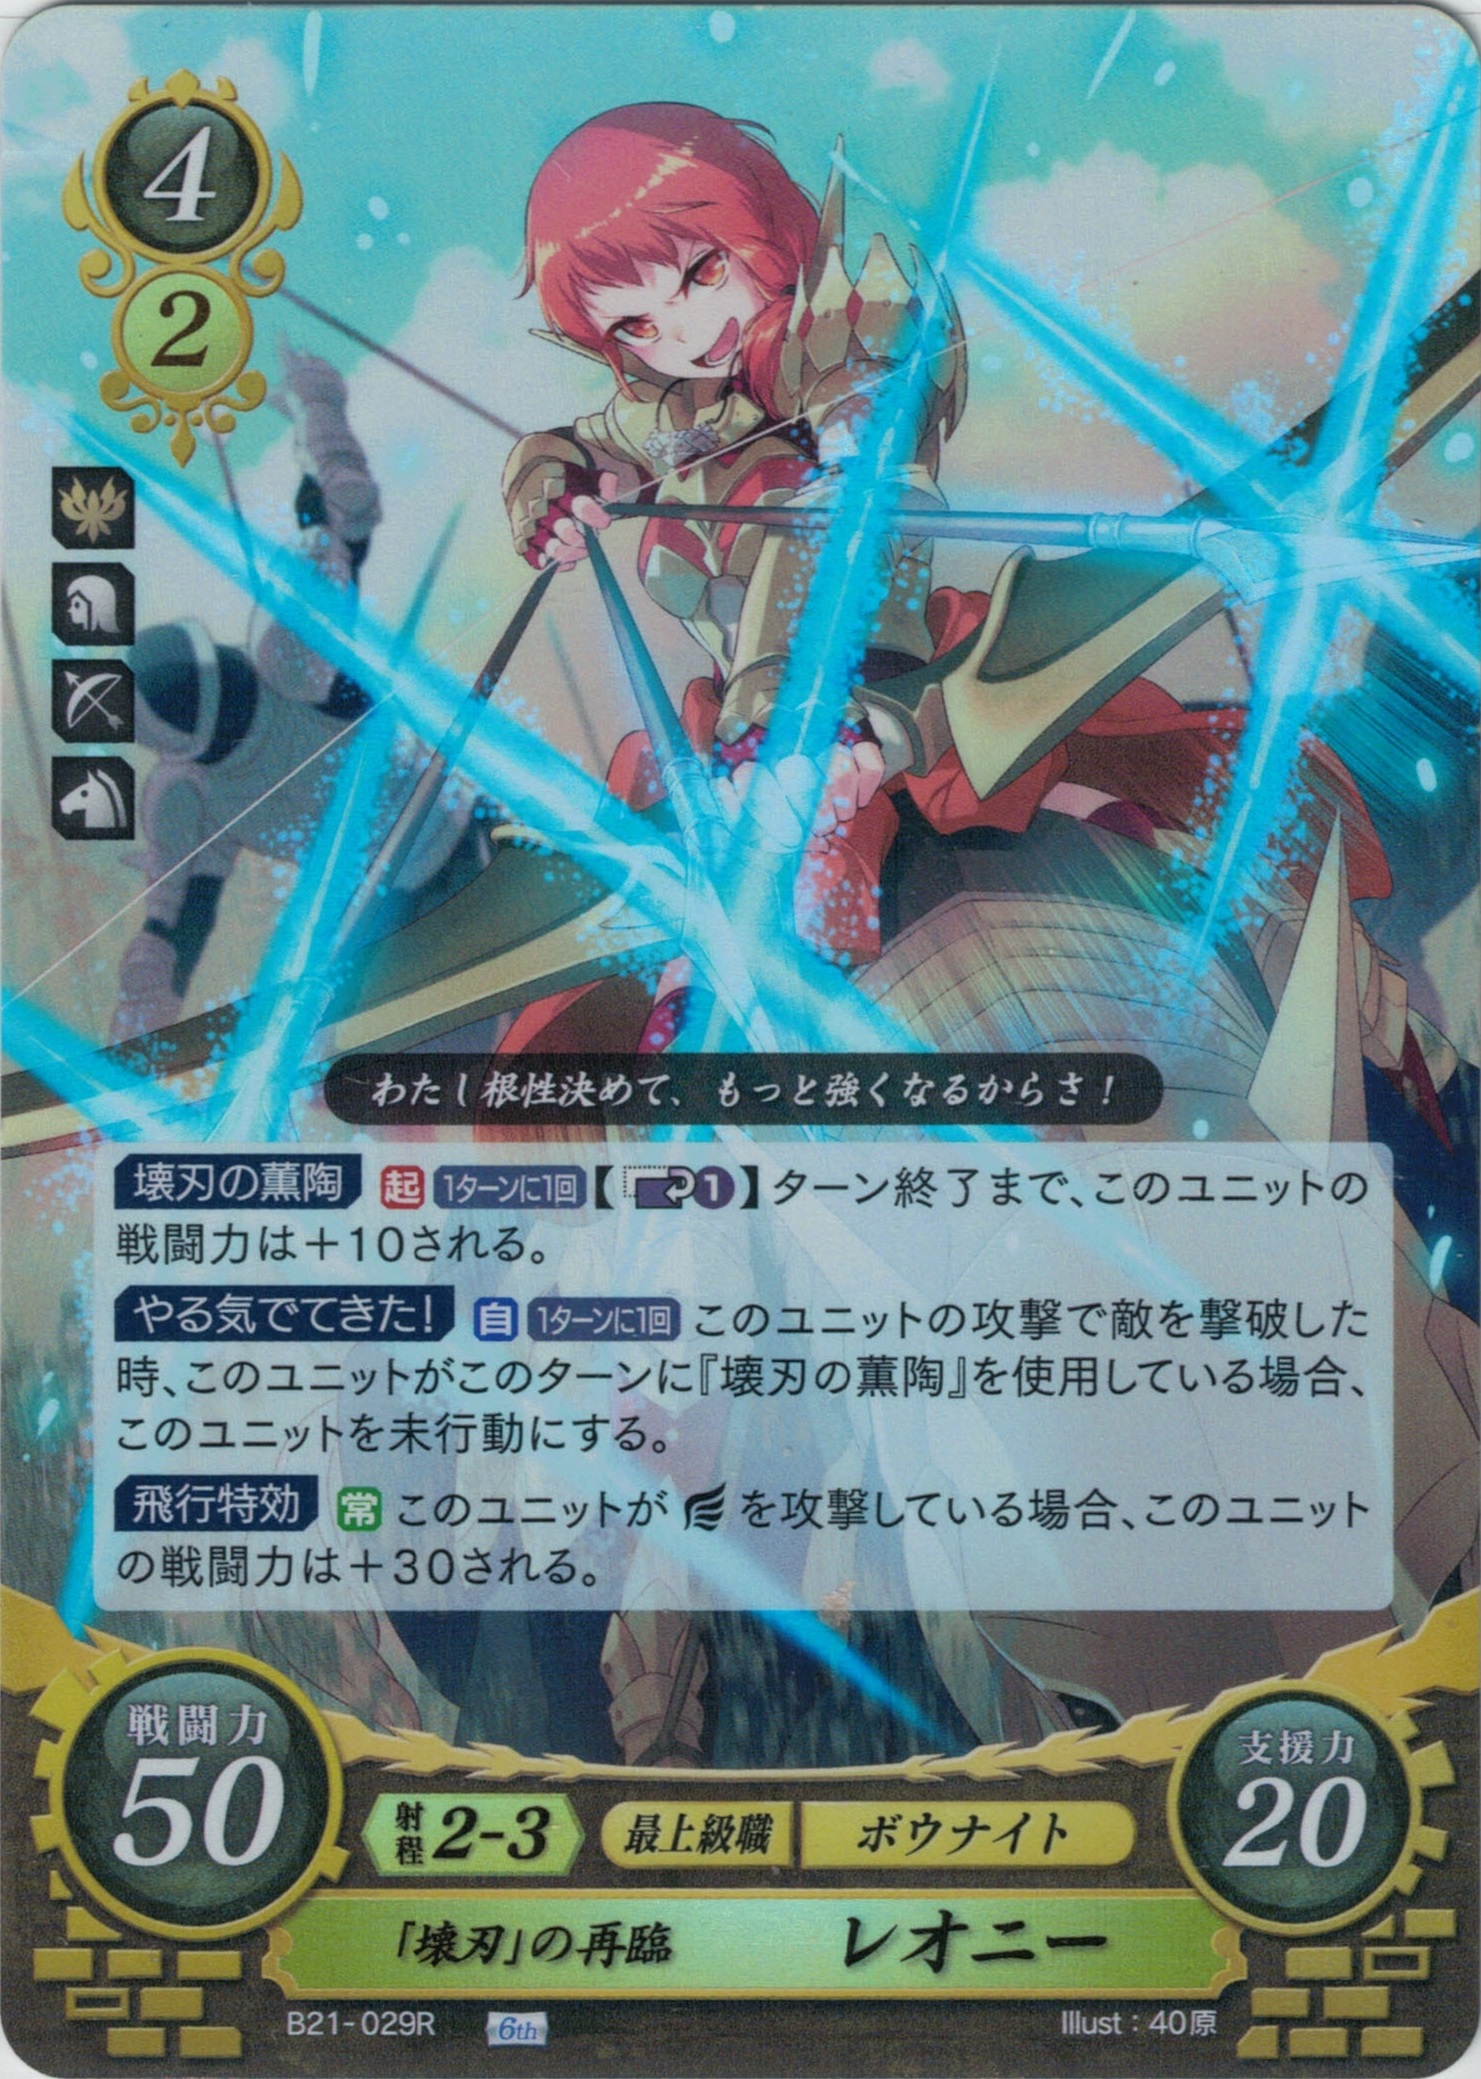 4
2
わたし根性決めて、もっと強くなるからさ！
壊刃の薫陶 起 1ターンに1回【1】ターン終了まで、このユニットの
戦闘力は＋10される。
やる気でてきた！ 自 1ターンに1回 このユニットの攻撃で敵を撃破した
時、このユニットがこのターンに『壊刃の薫陶』を使用している場合、
このユニットを未行動にする。
飛行特効 常 このユニットが を攻撃している場合、このユニット
の戦闘力は＋30される。
戦闘力
50
射程 2-3 最上級職 ボウナイト
支援力
20
「壊刃」の再臨 レオニー
B21-029R 6th Illust：40原